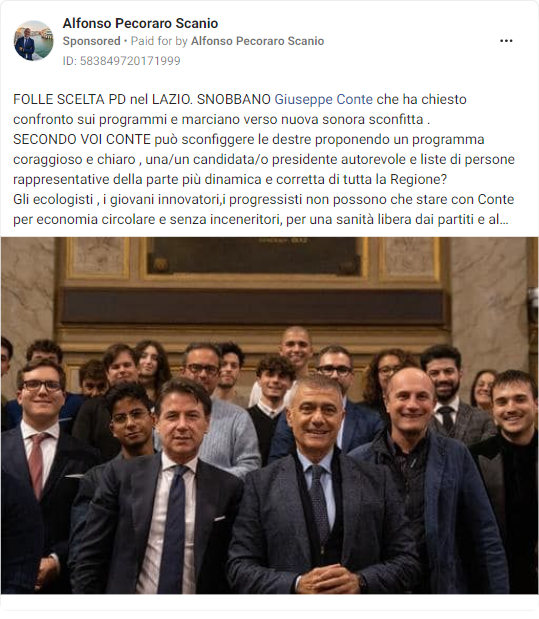 Alfonso Pecoraro Scanio
Sponsored • Paid for by Alfonso Pecoraro Scanio
ID: 583849720171999
FOLLE SCELTA PD nel LAZIO. SNOBBANO Giuseppe Conte che ha chiesto
confronto sui programmi e marciano verso nuova sonora sconfitta .
SECONDO VOI CONTE può sconfiggere le destre proponendo un programma
coraggioso e chiaro , una/un candidata/o presidente autorevole e liste di persone
rappresentative della parte più dinamica e corretta di tutta la Regione?
Gli ecologisti , i giovani innovatori,i progressisti non possono che stare con Conte
per economia circolare e senza inceneritori, per una sanità libera dai partiti e al...